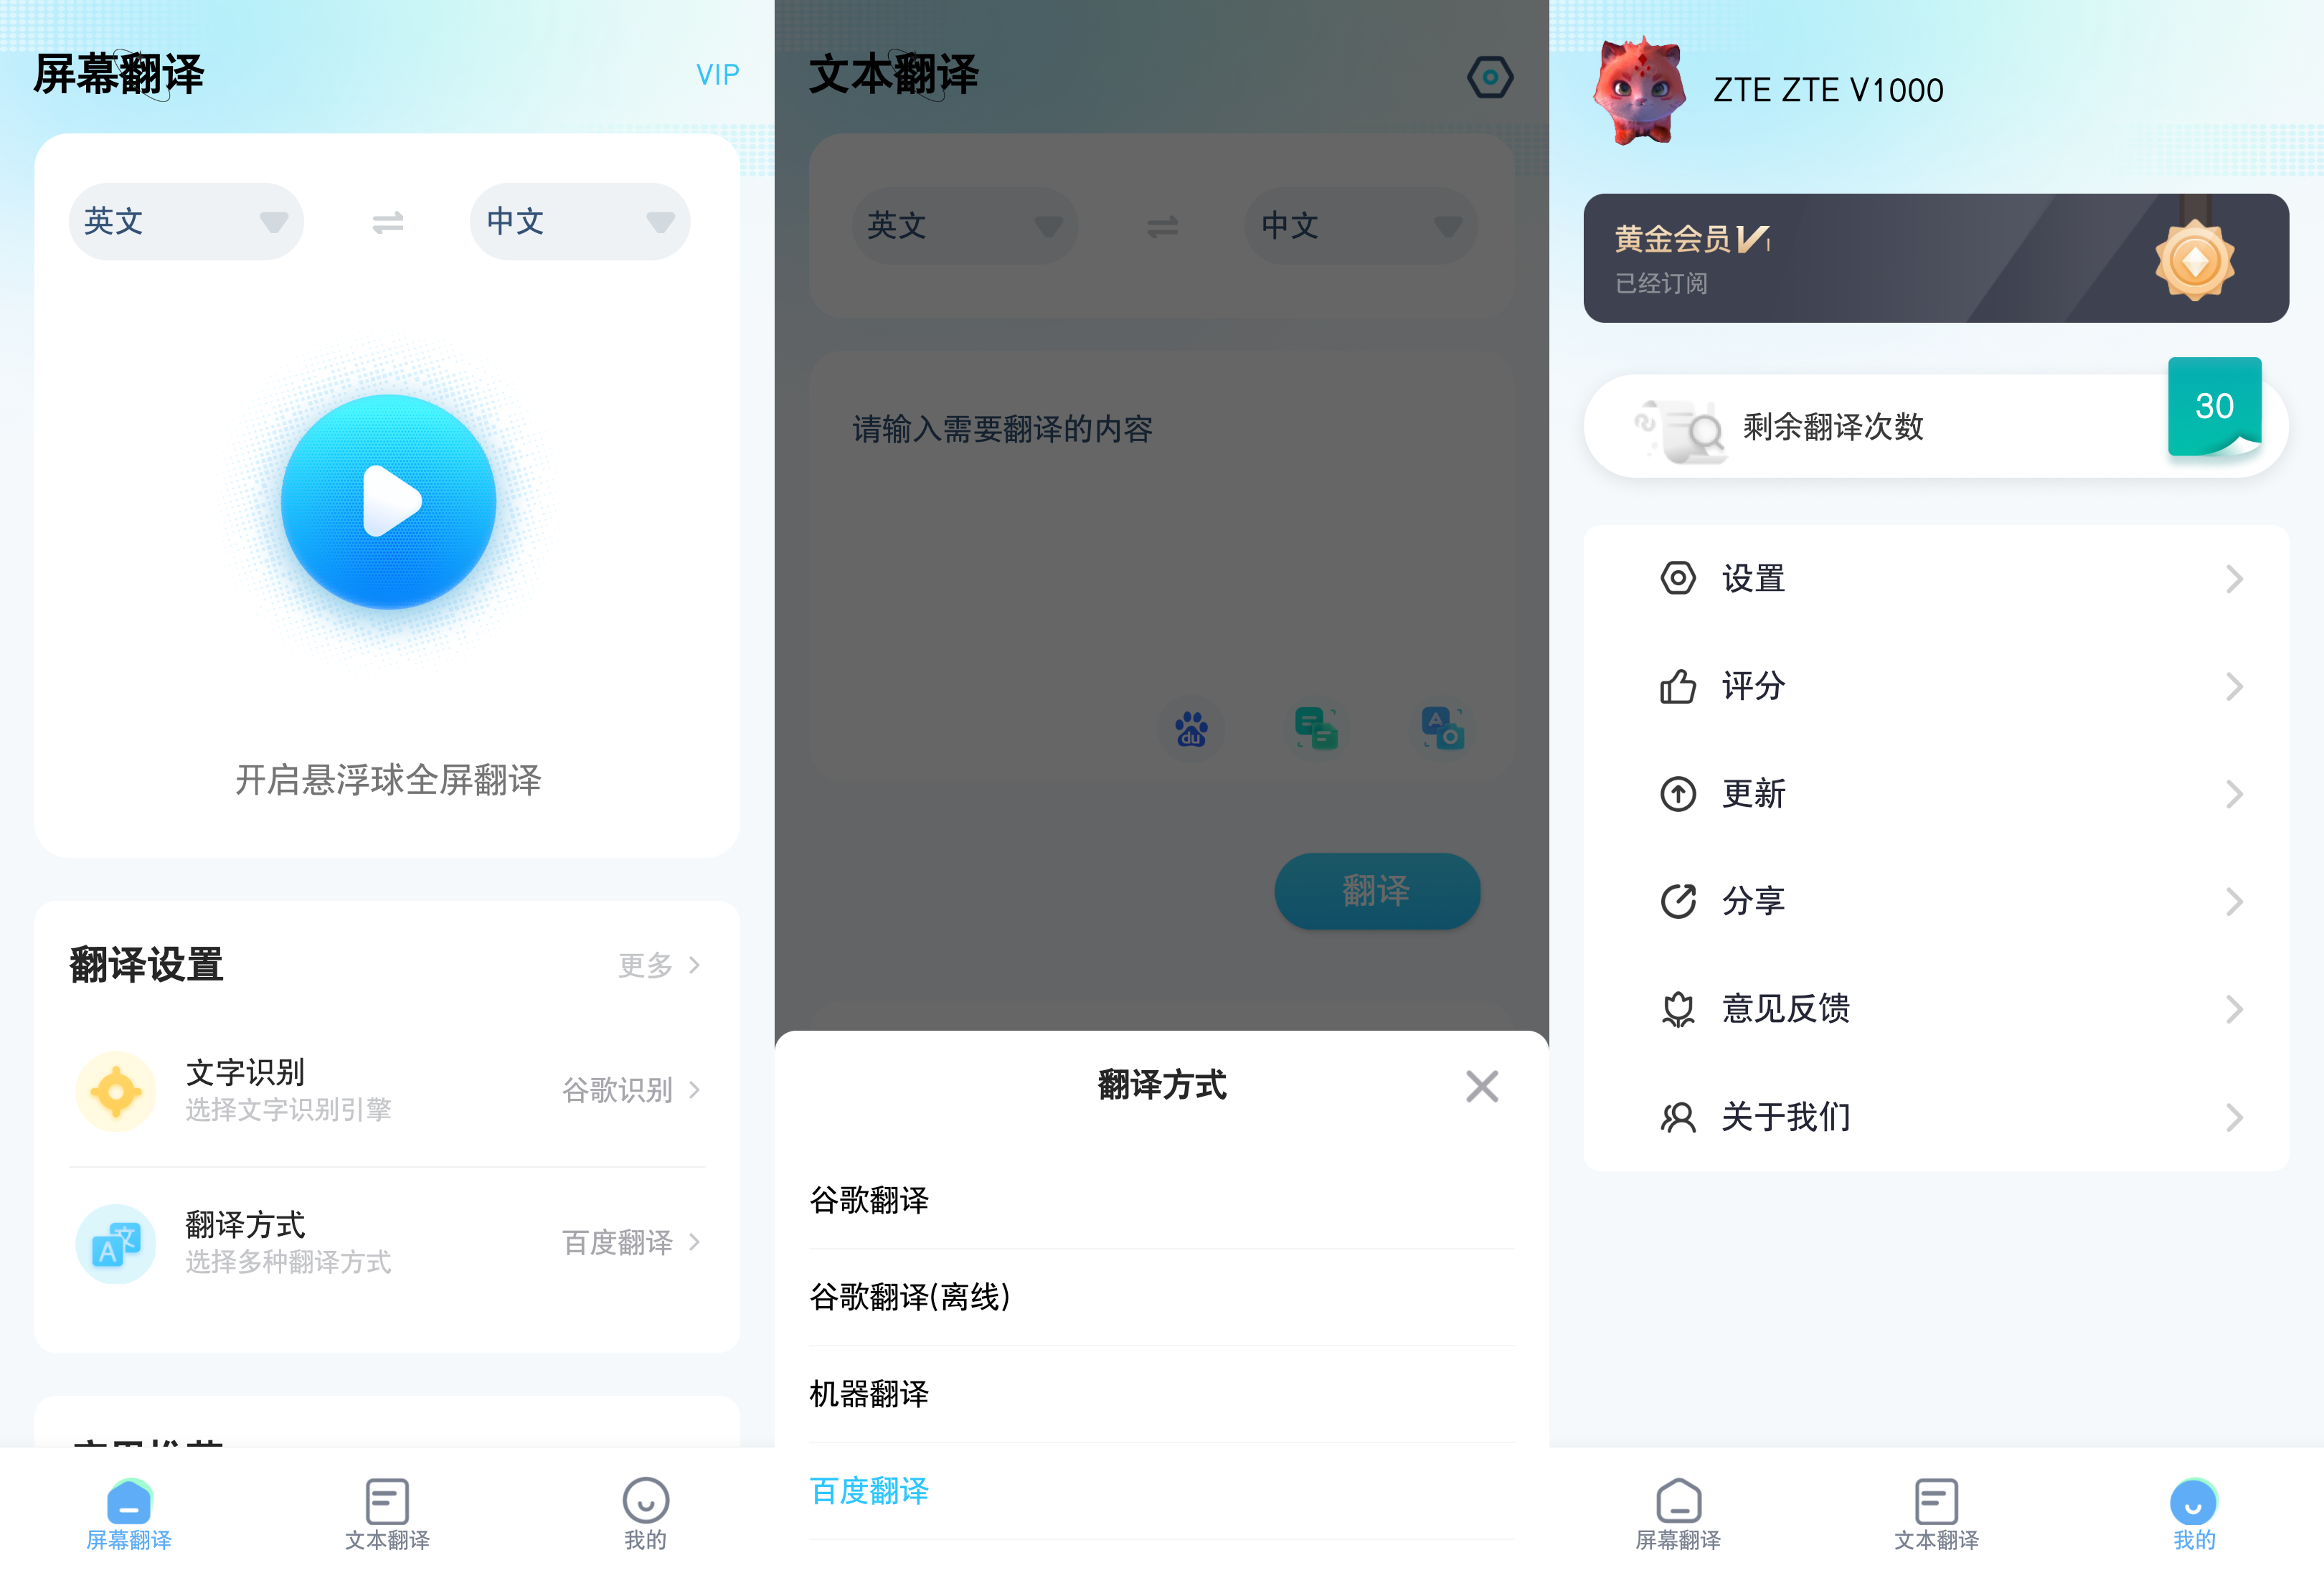 屏幕翻译
VIP
英文
中文
开启悬浮球全屏翻译
翻译设置
更多
文字识别
选择文字识别引擎
谷歌识别
翻译方式
选择多种翻译方式
百度翻译
屏幕翻译
文本翻译
我的
文本翻译
英文
中文
请输入需要翻译的内容
du
A
翻译
翻译方式
谷歌翻译
谷歌翻译(离线)
机器翻译
百度翻译
ZTE ZTE V1000
黄金会员V1
已经订阅
剩余翻译次数
30
设置
评分
更新
分享
意见反馈
关于我们
屏幕翻译
文本翻译
我的